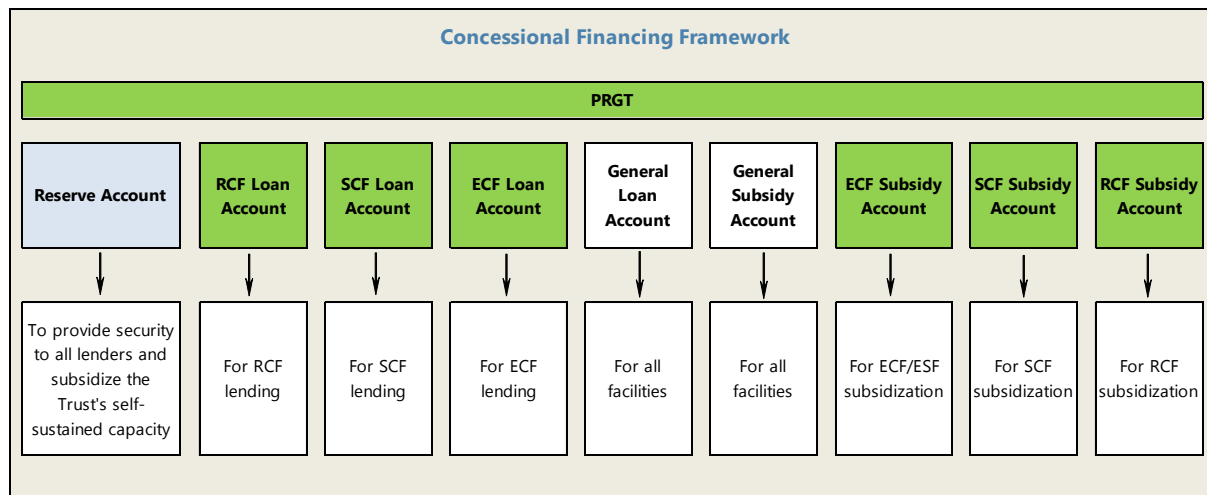 Concessional Financing Framework
PRGT
Reserve Account
RCF Loan
Account
SCF Loan
Account
ECF Loan
Account
General
Loan
Account
General
Subsidy
Account
ECF Subsidy
Account
SCF Subsidy
Account
RCF Subsidy
Account
To provide security
to all lenders and
subsidize the
Trust's self-
sustained capacity
For RCF
lending
For SCF
lending
For ECF
lending
For all
facilities
For all
facilities
For ECF/ESF
subsidization
For SCF
subsidization
For RCF
subsidization